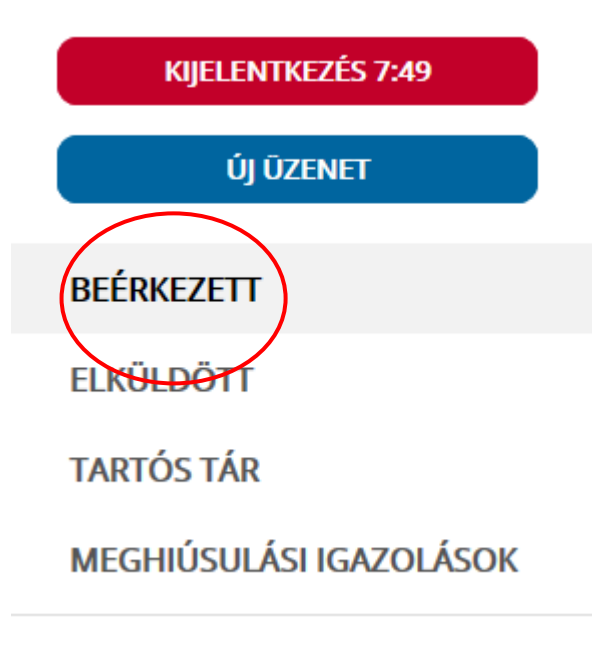 KIJELENTKEZÉS 7:49
ÚJ ÜZENET
BEÉRKEZETT
ELKÜLDÖTT
TARTÓS TÁR
MEGHIÚSULÁSI IGAZOLÁSOK